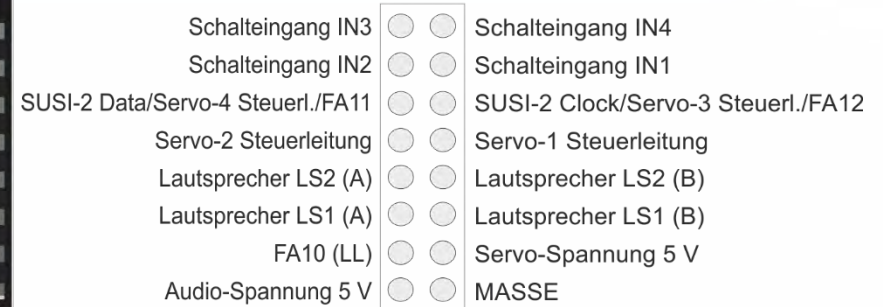 Schalteingang IN3 Schalteingang IN4
Schalteingang IN2 Schalteingang IN1
SUSI-2 Data/Servo-4 Steuerl./FA11 SUSI-2 Clock/Servo-3 Steuerl./FA12
Servo-2 Steuerleitung Servo-1 Steuerleitung
Lautsprecher LS2 (A) Lautsprecher LS2 (B)
Lautsprecher LS1 (A) Lautsprecher LS1 (B)
FA10 (LL) Servo-Spannung 5 V
Audio-Spannung 5 V MASSE